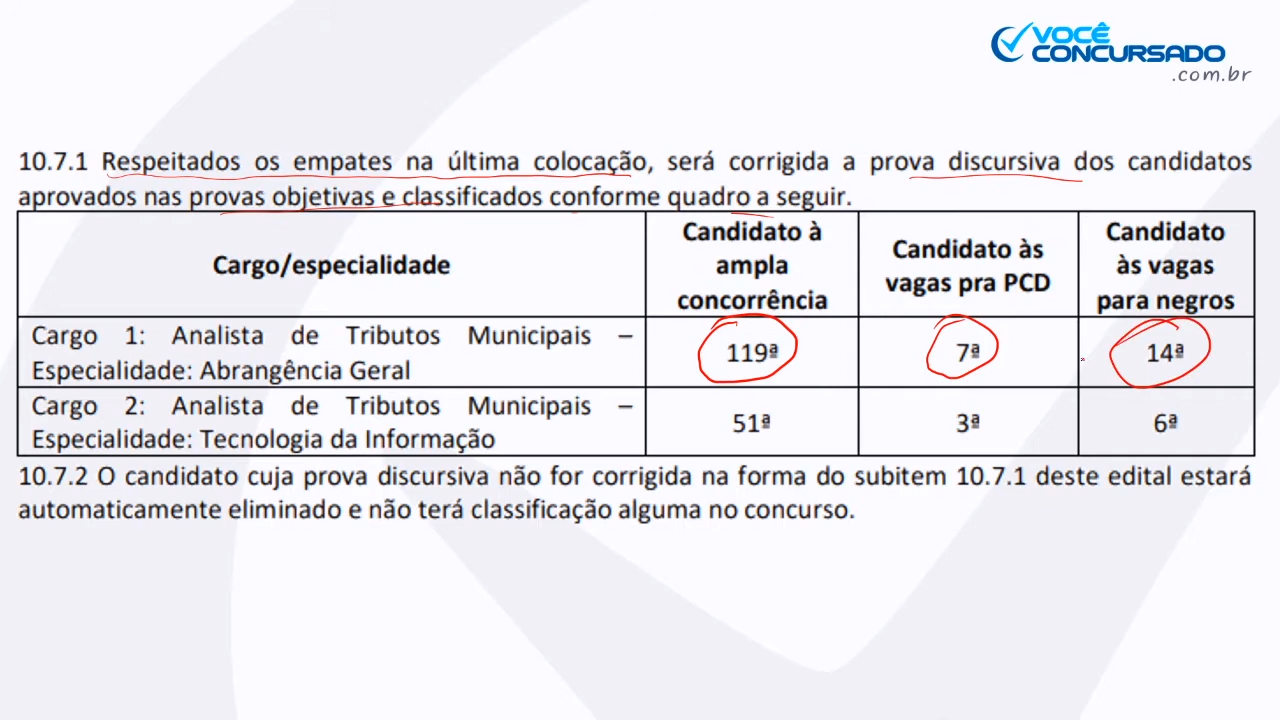 VOCÊ
CONCURSADO
.com.br
10.7.1 Respeitados os empates na última colocação, será corrigida a prova discursiva dos candidatos
aprovados nas provas objetivas e classificados conforme quadro a seguir.
Cargo/especialidade
Candidato à
ampla
concorrência
Candidato às
vagas pra PCD
Candidato
às vagas
para negros
Cargo 1: Analista de Tributos Municipais –
Especialidade: Abrangência Geral
119ª
7ª
14ª
Cargo 2: Analista de Tributos Municipais –
Especialidade: Tecnologia da Informação
51ª
3ª
6ª
10.7.2 O candidato cuja prova discursiva não for corrigida na forma do subitem 10.7.1 deste edital estará
automaticamente eliminado e não terá classificação alguma no concurso.